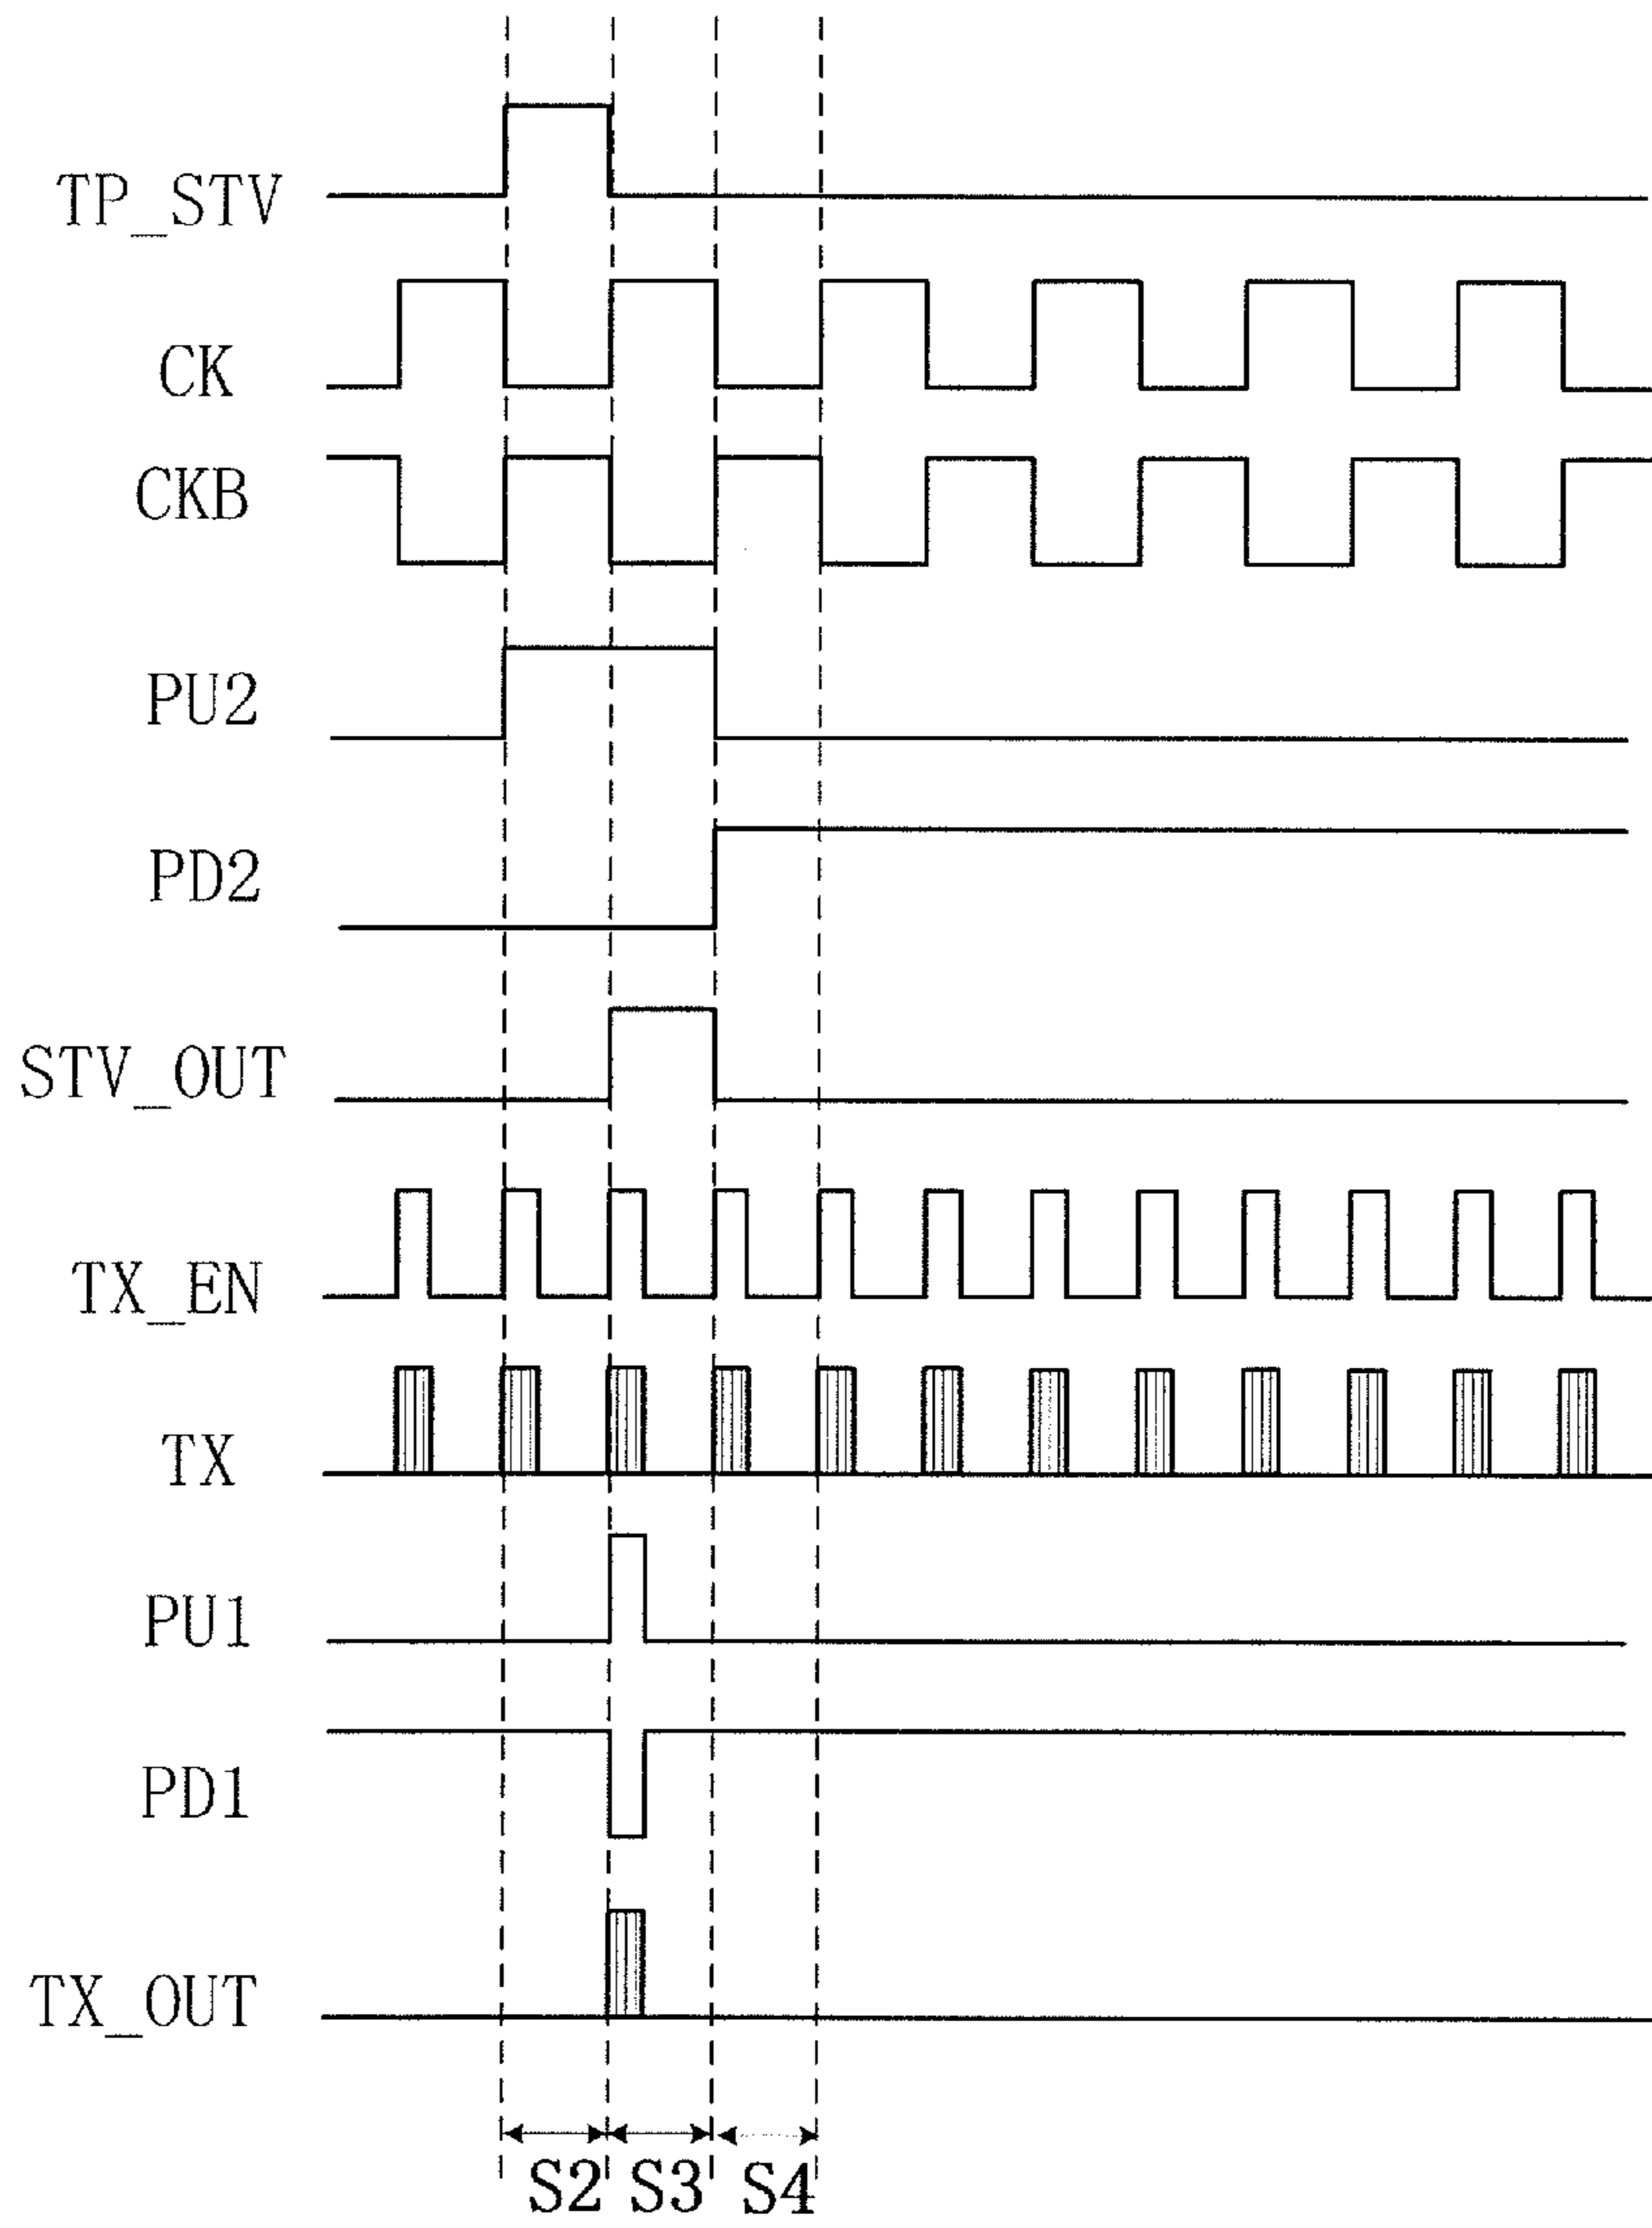 TP_STV
CK
CKB
PU2
PD2
STV_OUT
TX_EN
TX
PU1
PD1
TX_OUT
S2 S3 S4